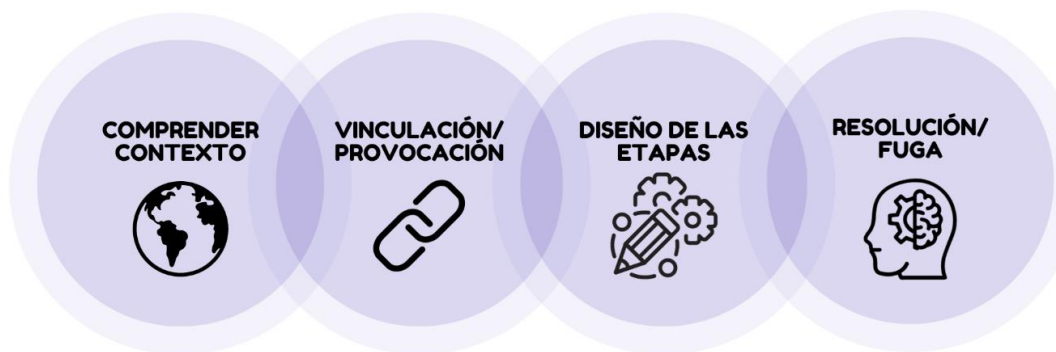 COMPRENDER
CONTEXTO
VINCULACIÓN/
PROVOCACIÓN
DISEÑO DE LAS
ETAPAS
RESOLUCIÓN/
FUGA